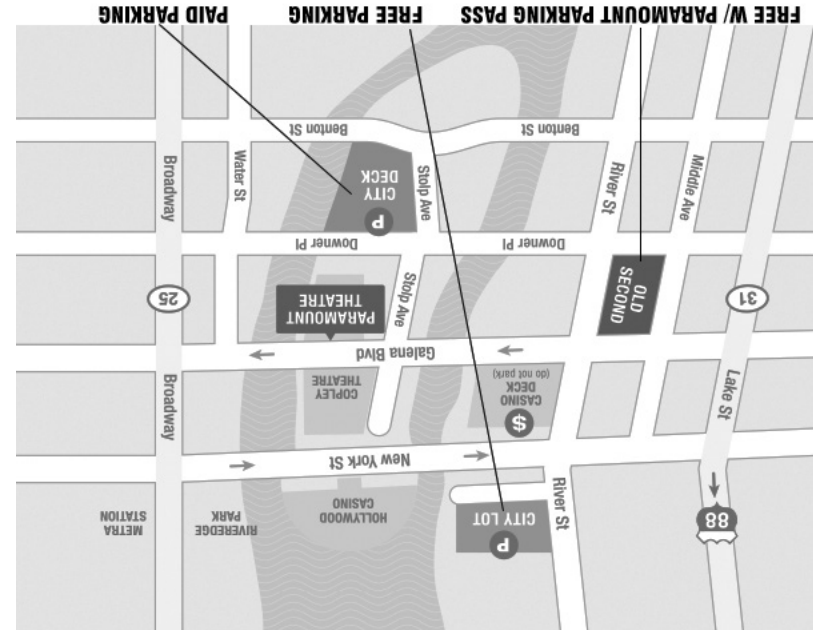 P
88
CITY LOT
River St
HOLLYWOOD
CASINO
RIVEREDGE
PARK
METRA
STATION
New York St
$
CASINO
DECK
(do not park)
Lake St
COPLEY
THEATRE
Broadway
Galena Blvd
31
OLD
SECOND
Stolp Ave
PARAMOUNT
THEATRE
25
Downer Pl
Downer Pl
P
CITY
DECK
Middle Ave
River St
Stolp Ave
Water St
Broadway
Benton St
Benton St
FREE W/ PARAMOUNT PARKING PASS
FREE PARKING
PAID PARKING